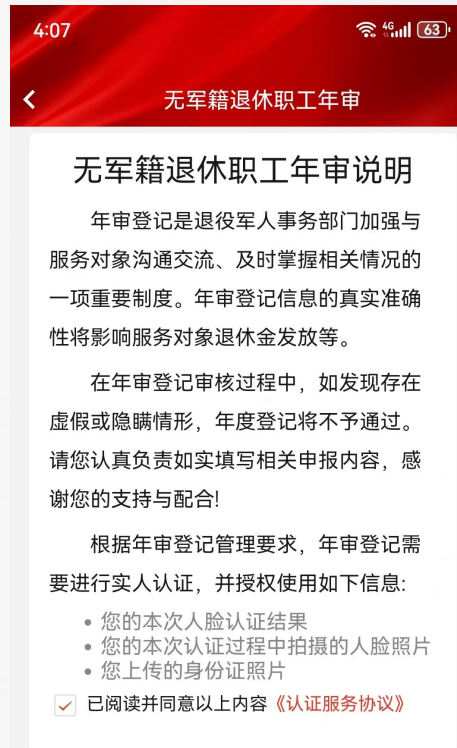 4:07
4G
63
无军籍退休职工年审
无军籍退休职工年审说明
年审登记是退役军人事务部门加强与
服务对象沟通交流、及时掌握相关情况的
一项重要制度。年审登记信息的真实准确
性将影响服务对象退休金发放等。
在年审登记审核过程中，如发现存在
虚假或隐瞒情形，年度登记将不予通过。
请您认真负责如实填写相关申报内容，感
谢您的支持与配合!
根据年审登记管理要求，年审登记需
要进行实人认证，并授权使用如下信息:
• 您的本次人脸认证结果
• 您的本次认证过程中拍摄的人脸照片
• 您上传的身份证照片
已阅读并同意以上内容《认证服务协议》